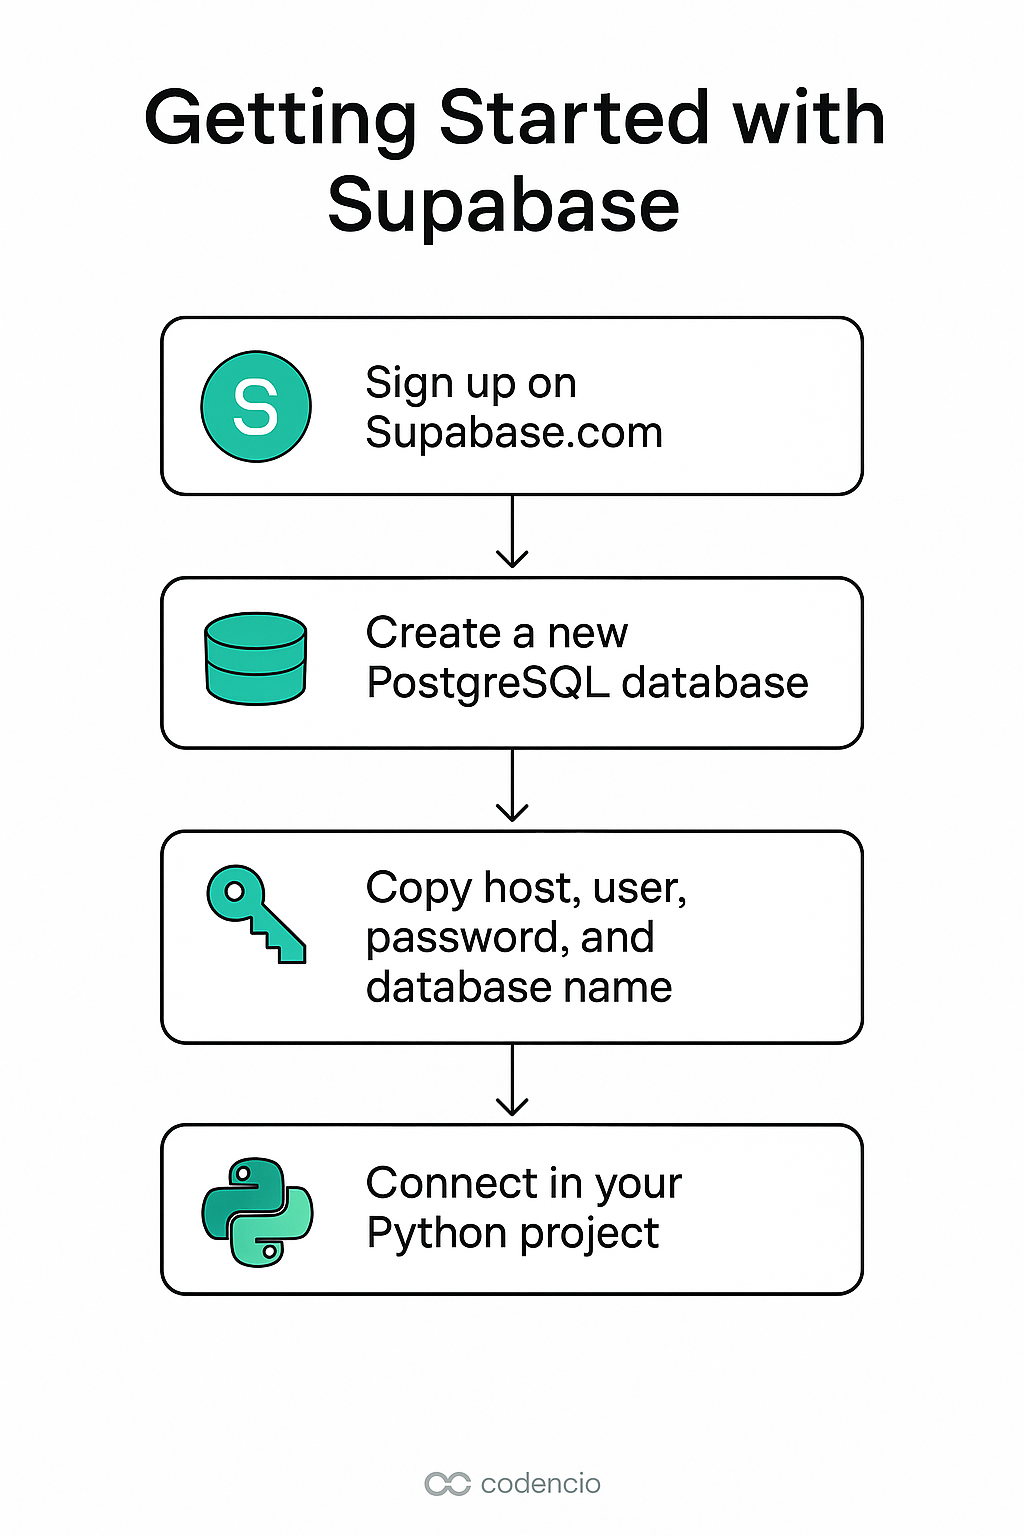 Getting Started with
Supabase
S
Sign up on
Supabase.com
Create a new
PostgreSQL database
Copy host, user,
password, and
database name
Connect in your
Python project
codencio